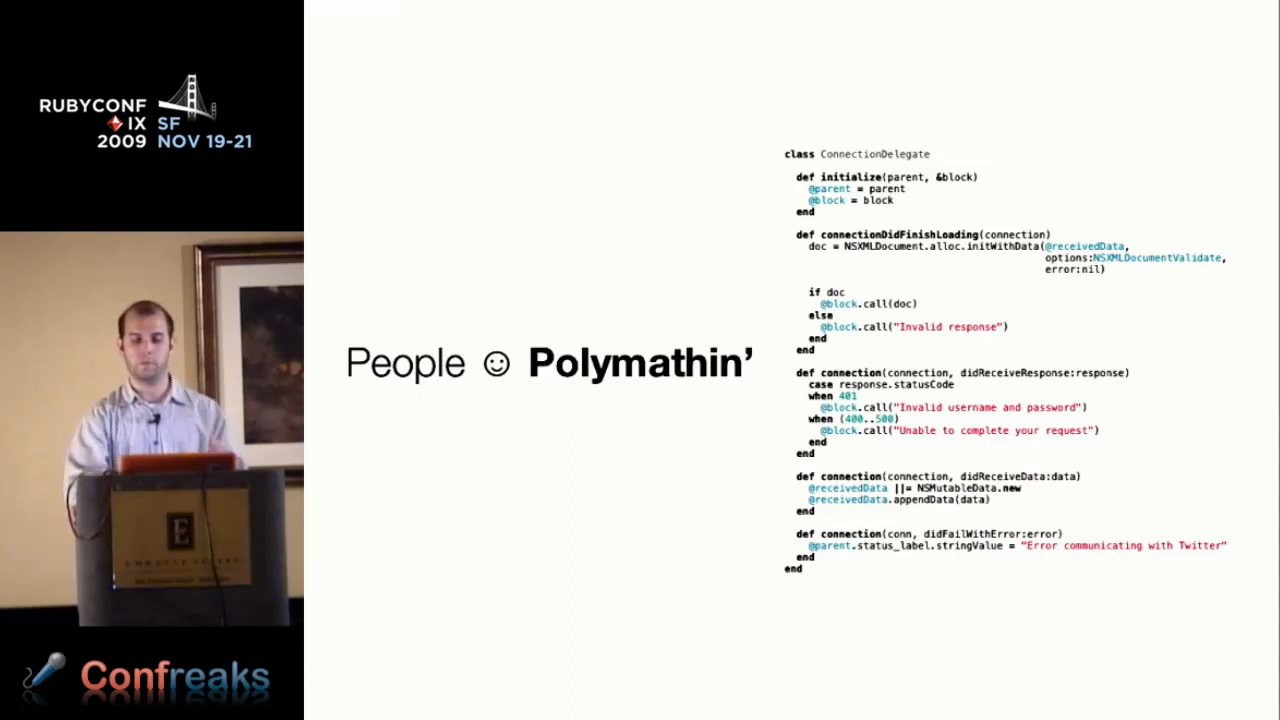 RUBYCONF
IX SF
2009 NOV 19-21
People ☺ Polymathin’
class ConnectionDelegate
def initialize(parent, &block)
@parent = parent
@block = block
end
def connectionDidFinishLoading(connection)
doc = NSXMLDocument.alloc.initWithData(@receivedData,
options:NSXMLDocumentValidate,
error:nil)
if doc
@block.call(doc)
else
@block.call("Invalid response")
end
end
def connection(connection, didReceiveResponse:response)
case response.statusCode
when 401
@block.call("Invalid username and password")
when (400..500)
@block.call("Unable to complete your request")
end
end
def connection(connection, didReceiveData:data)
@receivedData ||= NSMutableData.new
@receivedData.appendData(data)
end
def connection(conn, didFailWithError:error)
@parent.status_label.stringValue = "Error communicating with Twitter"
end
end
E
Confreaks